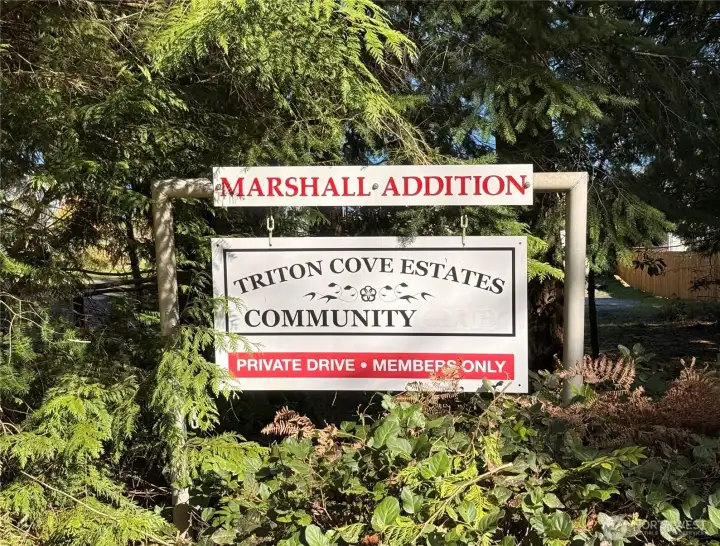 MARSHALL ADDITION
TRITON COVE ESTATES
COMMUNITY
PRIVATE DRIVE • MEMBERS ONLY